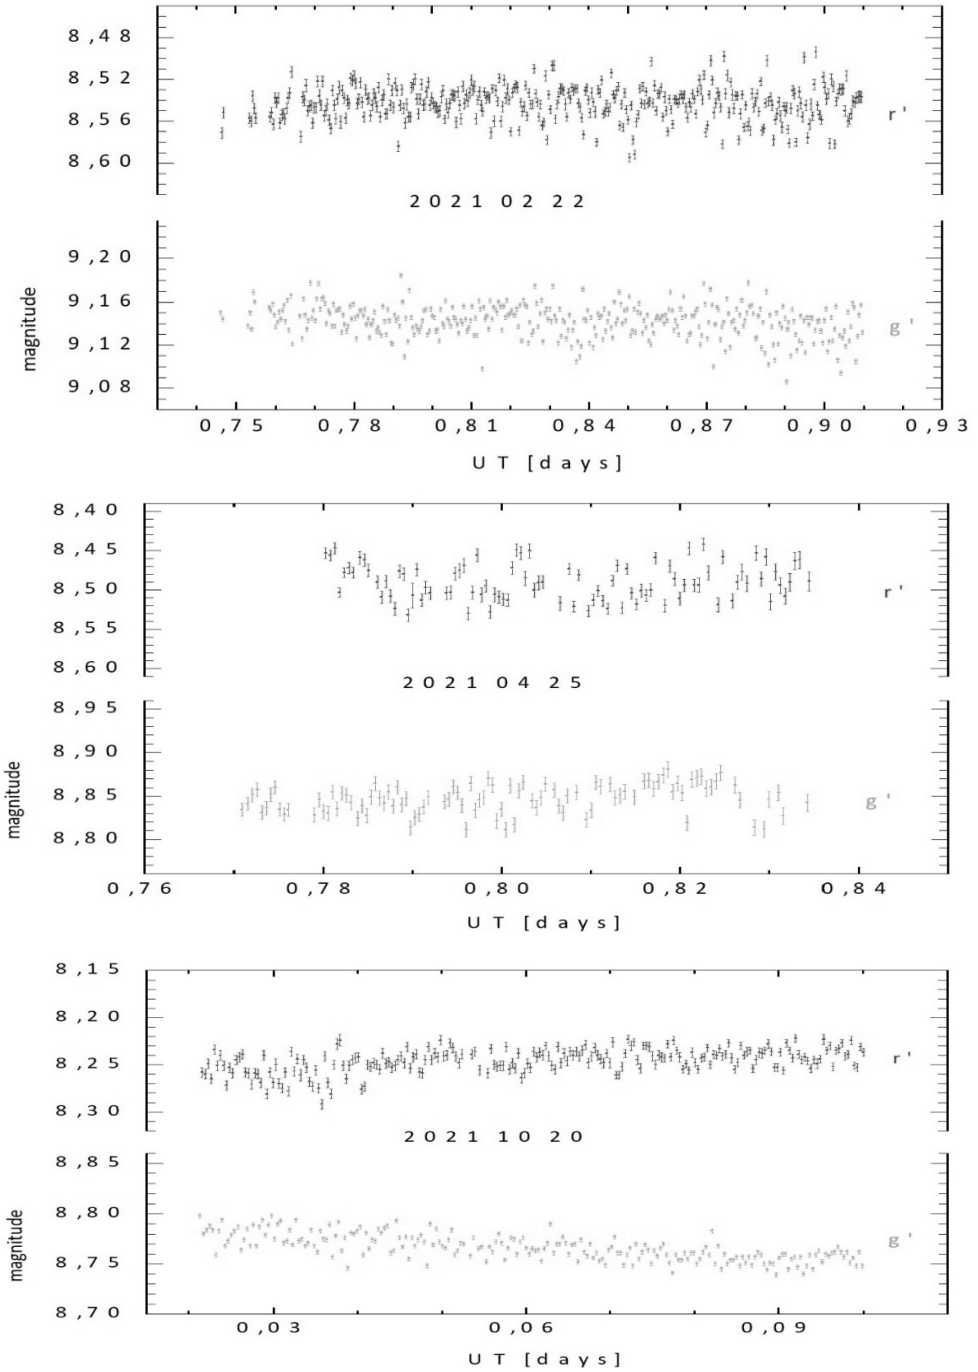 8,48
8,52
8,56
8,60
r '
2021 02 22
9,20
9,16
9,12
9,08
g '
magnitude
0,75 0,78 0,81 0,84 0,87 0,90 0,93
UT [days]
8,40
8,45
8,50
8,55
8,60
r '
2021 04 25
8,95
8,90
8,85
8,80
g '
magnitude
0,76 0,78 0,80 0,82 0,84
UT [days]
8,15
8,20
8,25
8,30
r '
2021 10 20
8,85
8,80
8,75
8,70
g '
magnitude
0,03 0,06 0,09
UT [days]